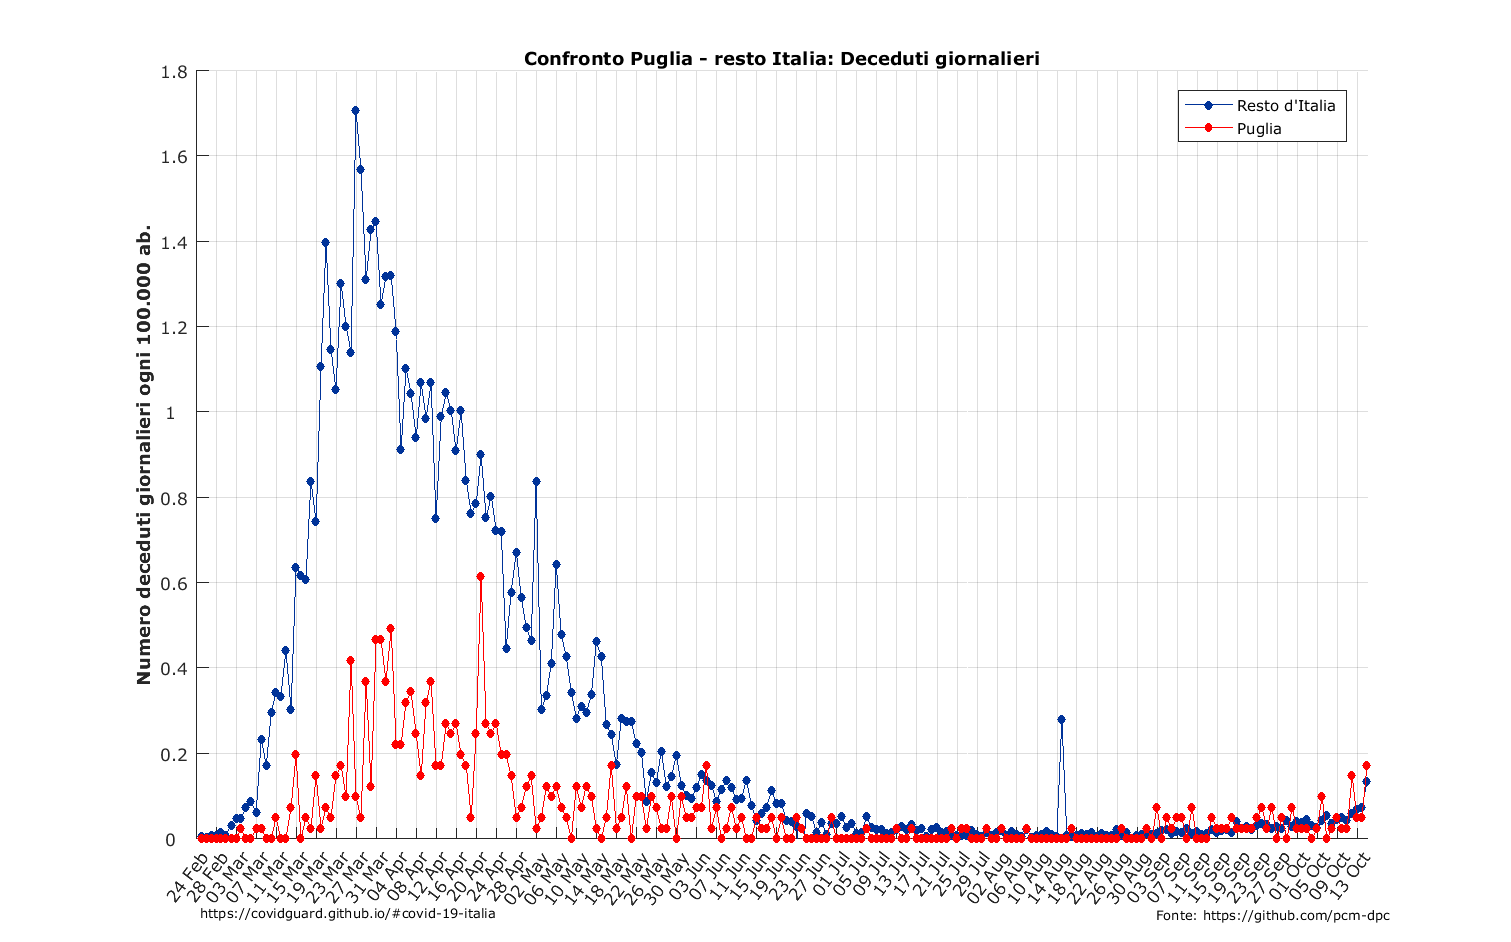 Confronto Puglia - resto Italia: Deceduti giornalieri
Resto d'Italia
Puglia
Numero deceduti giornalieri ogni 100.000 ab.
1.8
1.6
1.4
1.2
1
0.8
0.6
0.4
0.2
0
24 Feb
28 Feb
03 Mar
07 Mar
11 Mar
15 Mar
19 Mar
23 Mar
27 Mar
31 Mar
04 Apr
08 Apr
12 Apr
16 Apr
20 Apr
24 Apr
28 Apr
02 May
06 May
10 May
14 May
18 May
22 May
26 May
30 May
03 Jun
07 Jun
11 Jun
15 Jun
19 Jun
23 Jun
27 Jun
01 Jul
05 Jul
09 Jul
13 Jul
17 Jul
21 Jul
25 Jul
29 Jul
02 Aug
06 Aug
10 Aug
14 Aug
18 Aug
22 Aug
26 Aug
30 Aug
03 Sep
07 Sep
11 Sep
15 Sep
19 Sep
23 Sep
27 Sep
01 Oct
05 Oct
09 Oct
13 Oct
https://covidguard.github.io/#covid-19-italia
Fonte: https://github.com/pcm-dpc